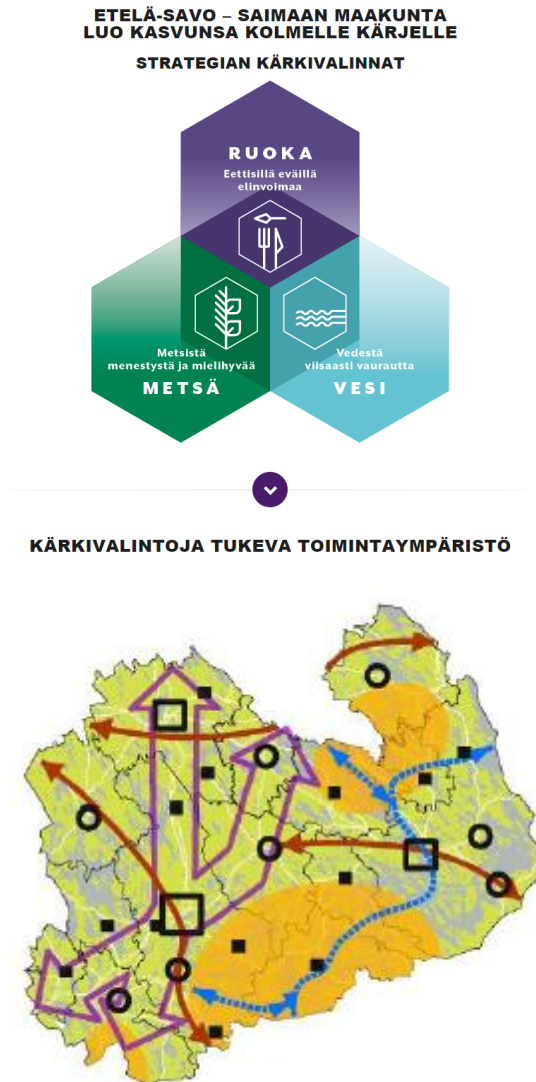 ETELÄ-SAVO – SAIMAAN MAAKUNTA
LUO KASVUNSA KOLMELLE KÄRJELLE
STRATEGIAN KÄRKIVALINNAT
RUOKA
Eettisillä eväillä
elinvoimaa
Metsistä
menestystä ja mielihyvää
METSÄ
Vedestä
viisaasti vaurautta
VESI
KÄRKIVALINTOJA TUKEVA TOIMINTAYMPÄRISTÖ